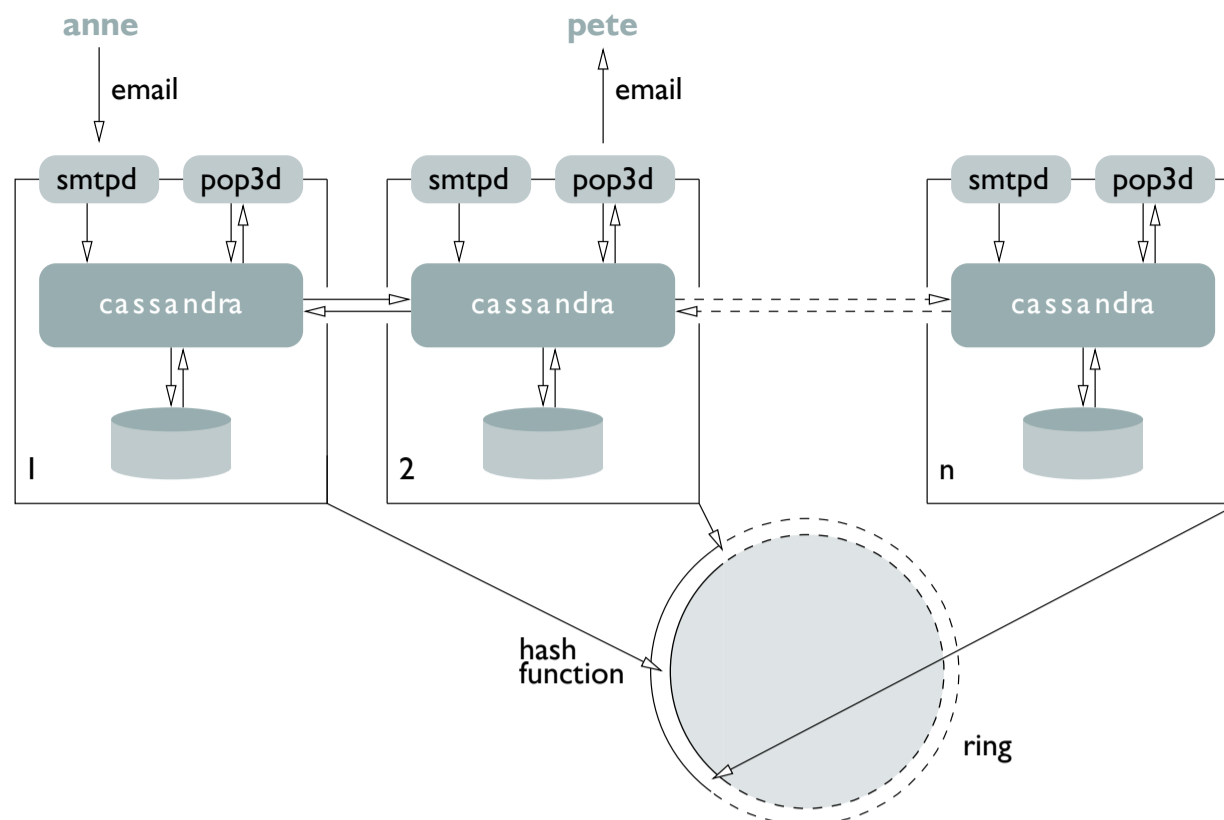 anne
pete
email
email
smtpd
pop3d
smtpd
pop3d
smtpd
pop3d
cassandra
cassandra
cassandra
1
2
n
hash
function
ring